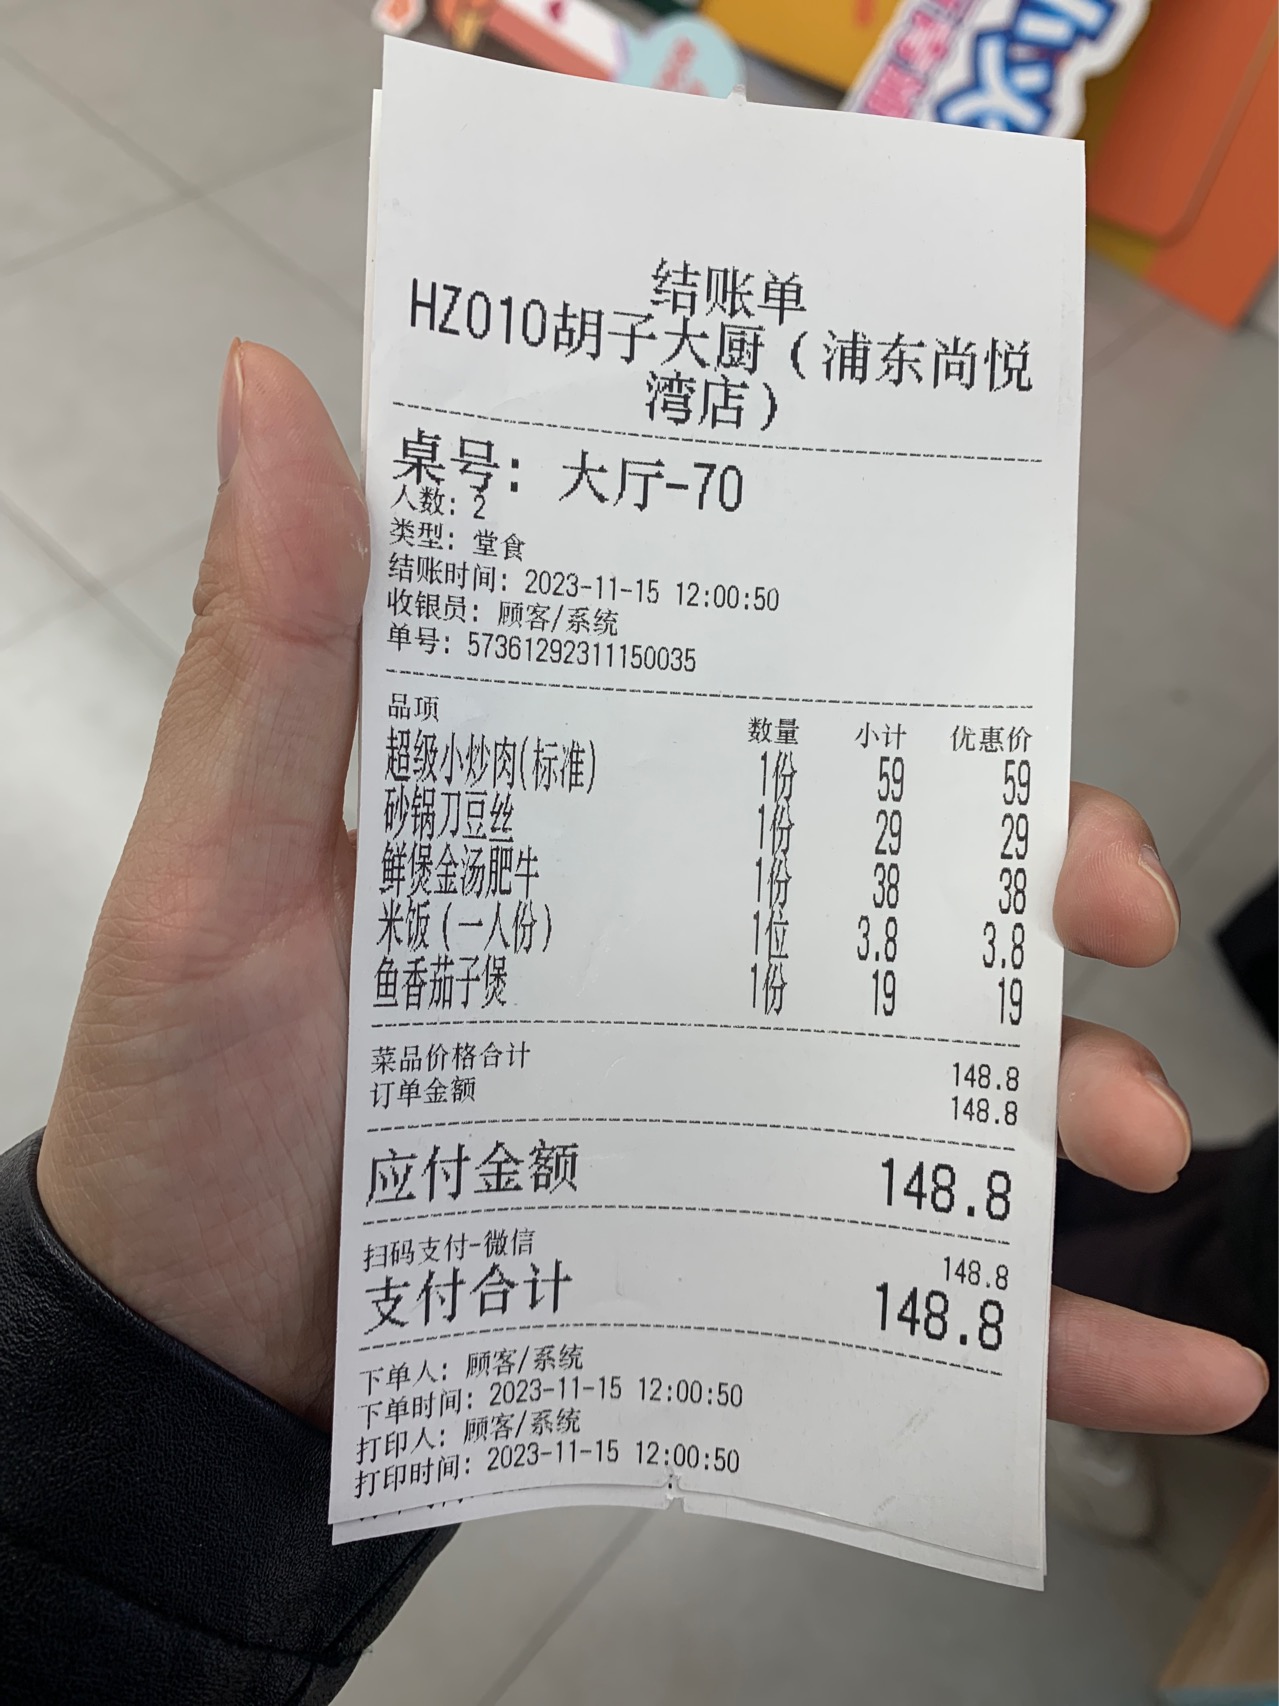 结账单
HZ010胡子大厨（浦东尚悦
湾店）
桌号：大厅-70
人数：2
类型：堂食
结账时间：2023-11-15 12:00:50
收银员：顾客/系统
单号：57361292311150035
品项 数量 小计 优惠价
超级小炒肉(标准) 1份 59 59
砂锅刀豆丝 1份 29 29
鲜煲金汤肥牛 1份 38 38
米饭（一人份） 1位 3.8 3.8
鱼香茄子煲 1份 19 19
菜品价格合计 148.8
订单金额 148.8
应付金额 148.8
扫码支付-微信 148.8
支付合计 148.8
下单人：顾客/系统
下单时间：2023-11-15 12:00:50
打印人：顾客/系统
打印时间：2023-11-15 12:00:50